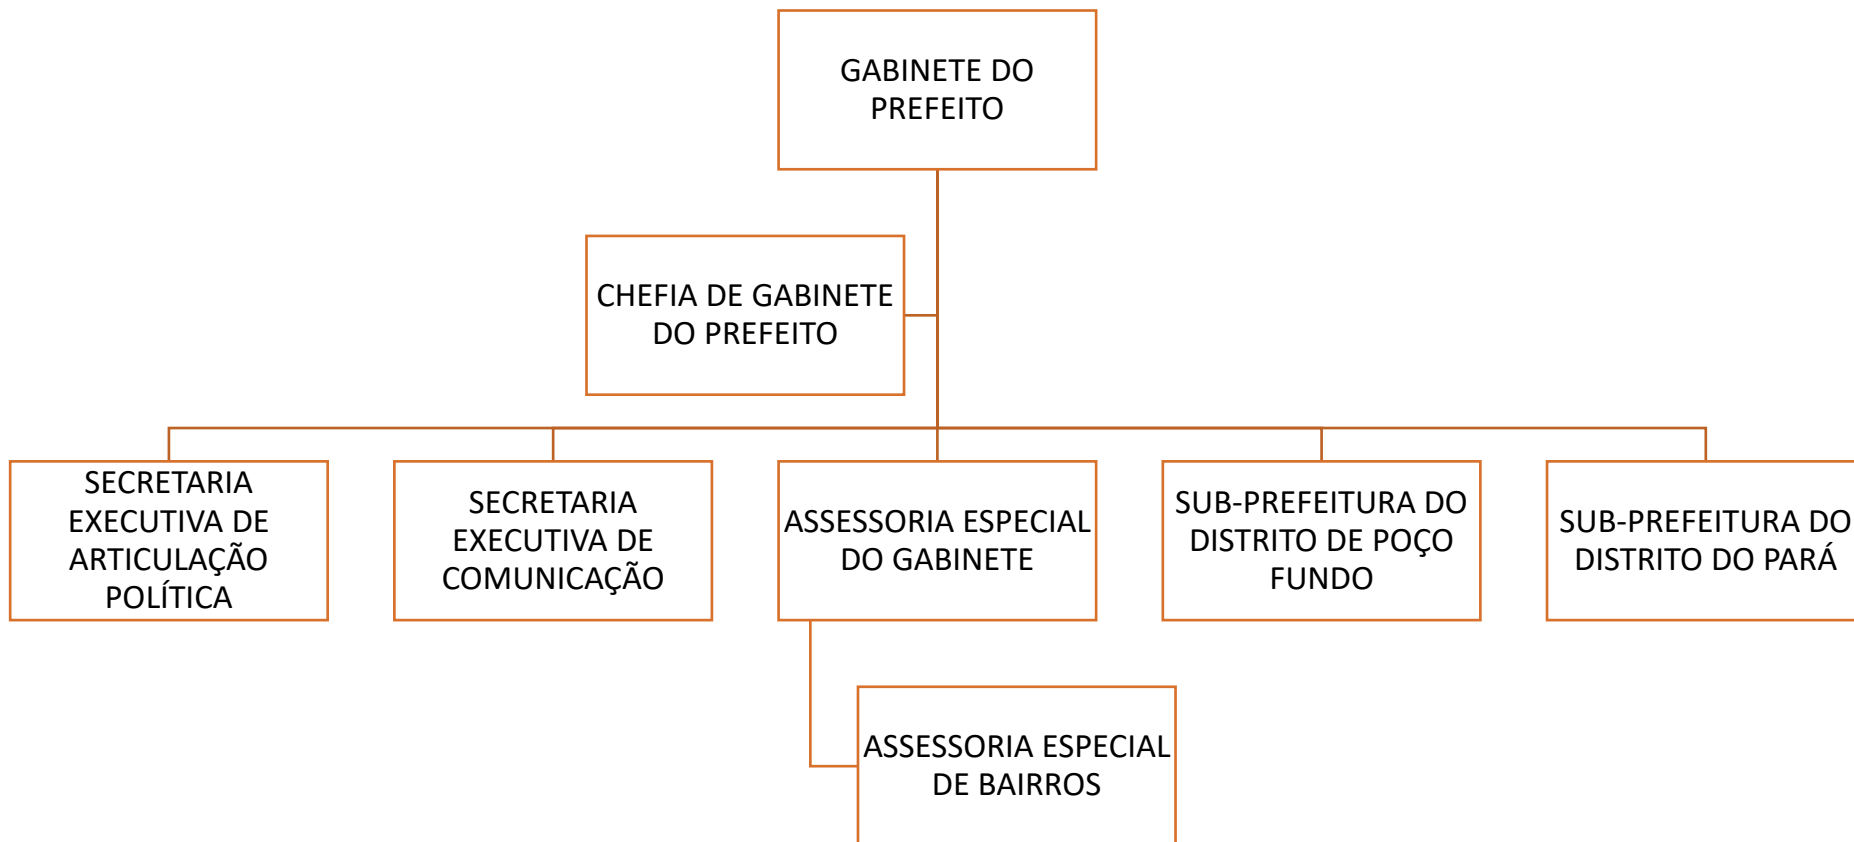 GABINETE DO
PREFEITO
CHEFIA DE GABINETE
DO PREFEITO
SECRETARIA
EXECUTIVA DE
ARTICULAÇÃO
POLÍTICA
SECRETARIA
EXECUTIVA DE
COMUNICAÇÃO
ASSESSORIA ESPECIAL
DO GABINETE
SUB-PREFEITURA DO
DISTRITO DE POÇO
FUNDO
SUB-PREFEITURA DO
DISTRITO DO PARÁ
ASSESSORIA ESPECIAL
DE BAIRROS